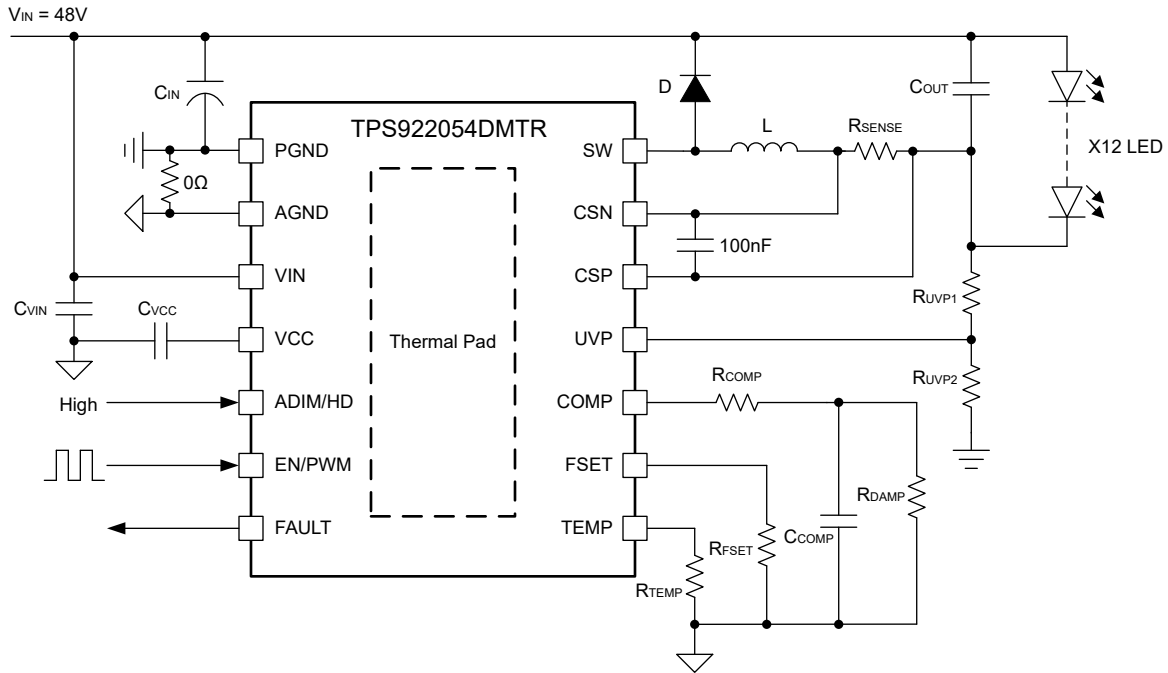 VIN = 48V
CIN
D
COUT
X12 LED
TPS922054DMTR
L
RSENSE
PGND
SW
0Ω
AGND
CSN
100nF
VIN
CSP
CVIN
CVCC
RUVP1
VCC
Thermal Pad
UVP
RUVP2
RCOMP
High
ADIM/HD
COMP
EN/PWM
FSET
RDAMP
FAULT
TEMP
RFSET
CCOMP
RTEMP